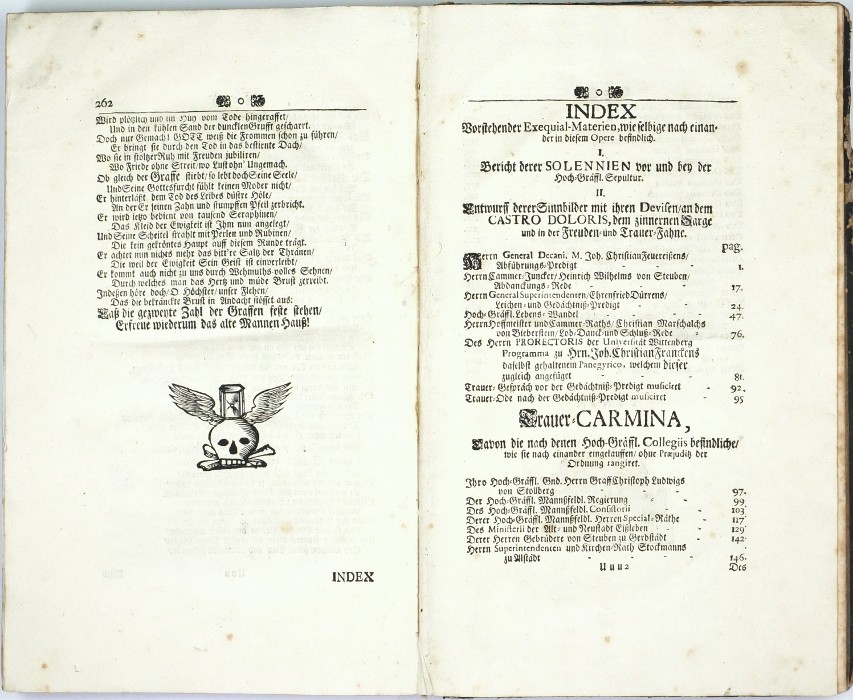 262
Wird plötzlich und im Huy vom Tode hingeraffet/
Und in den kühlen Sand der duncklen Grufft gescharrt.
Doch nur Gemach! GOTT weiß die Frommen schon zu führen/
Er bringt sie durch den Tod in das bestirnte Dach/
Wo sie in stoltzer Ruh mit Freuden jubiliren/
Wo Friede ohne Streit, wo Lust ohn' Ungemach.
Ob gleich der Graffe stirbt/ so lebt doch Seine Seele/
Und Seine Gottesfurcht fühlt keinen Moder nicht/
Er hinterläßt dem Tod des Leibes düstre Höle/
An der Er seinen Zahn und stumpffen Pfeil zerbricht.
Er wird ietzo bedient von tausend Seraphinen/
Das Kleid der Ewigkeit ist Ihm nun angelegt/
Und Seine Scheitel strahlt mit Perlen und Rubinen/
Die kein gekröntes Haupt auff diesem Runde trägt.
Er achtet nun nichts mehr das bitt're Saltz der Thränen/
Die weil der Ewigkeit Sein Geist ist einverleibt/
Er kommt auch nicht zu uns durch Wehmuths-volles Sehnen/
Durch welches man das Hertz und müde Brust zerreibt.
Indeßen höre doch/ O Höchster/ unser Flehen/
Das die bekränckte Brust in Andacht stösset aus:
Laß die gezweyte Zahl der Graffen feste stehen/
Erfreue wiederum das alte Mannen Hauß!
INDEX
INDEX
Vorstehender Exequial-Materien, wie selbige nach einan-
der in diesem Opere befindlich.
I.
Bericht derer SOLENNIEN vor und bey der
Hoch-Gräffl. Sepultur.
II.
Entwurff derer Sinnbilder mit ihren Devisen/ an dem
CASTRO DOLORIS, dem zinnernen Sarge
und in der Freuden- und Trauer-Fahne.
pag.
Herrn General Decani, M. Joh. Christian Feuereisens/
Abführungs-Predigt - - 1.
Herrn Cammer-Juncker/ Heinrich Wilhelms von Steuben/
Abdanckungs-Rede - - - 17.
Herrn General Superintendenten/ Ehrenfried Dürrens/
Leichen- und Gedächtniß-Predigt - - 24.
Hoch-Gräffl. Lebens-Wandel - - - 47.
Herrn Hoffmeister und Cammer-Raths/ Christian Marschalchs
von Bieberstein/ Lob- Danck- und Schluß-Rede - 76.
Des Herrn PRORECTORIS der Universität Wittenberg
Programma zu Hrn. Joh. Christian Franckens
daselbst gehaltenem Panegyrico, welchem dieser
zugleich angefüget - - - 81.
Trauer-Gespräch vor der Gedächtniß-Predigt musiciret - 92.
Trauer-Ode nach der Gedächtniß-Predigt musiciret - 95
Trauer-CARMINA,
Davon die nach denen Hoch-Gräffl. Collegiis befindliche/
wie sie nach einander eingelauffen/ ohne Præjuditz der
Ordnung rangiret.
Ihro Hoch-Gräffl. Gnd. Herrn Graff Christoph Ludwigs
von Stollberg - - - - 97.
Der Hoch-Gräffl. Mannßfeldl. Regierung - - 99
Des Hoch-Gräffl. Mannßfeldl. Consistorii - - 103
Derer Hoch-Gräffl. Mannßfeldl. Herren Special-Räthe - 117
Des Ministerii der Alt- und Neustadt Eißleben - - 129
Derer Herren Gebrüdere von Steuben zu Gerbstädt - 142
Herrn Superintendenten und Kirchen-Rath Stockmanns
zu Alstädt - - - - 146.
Uuu 2
Des